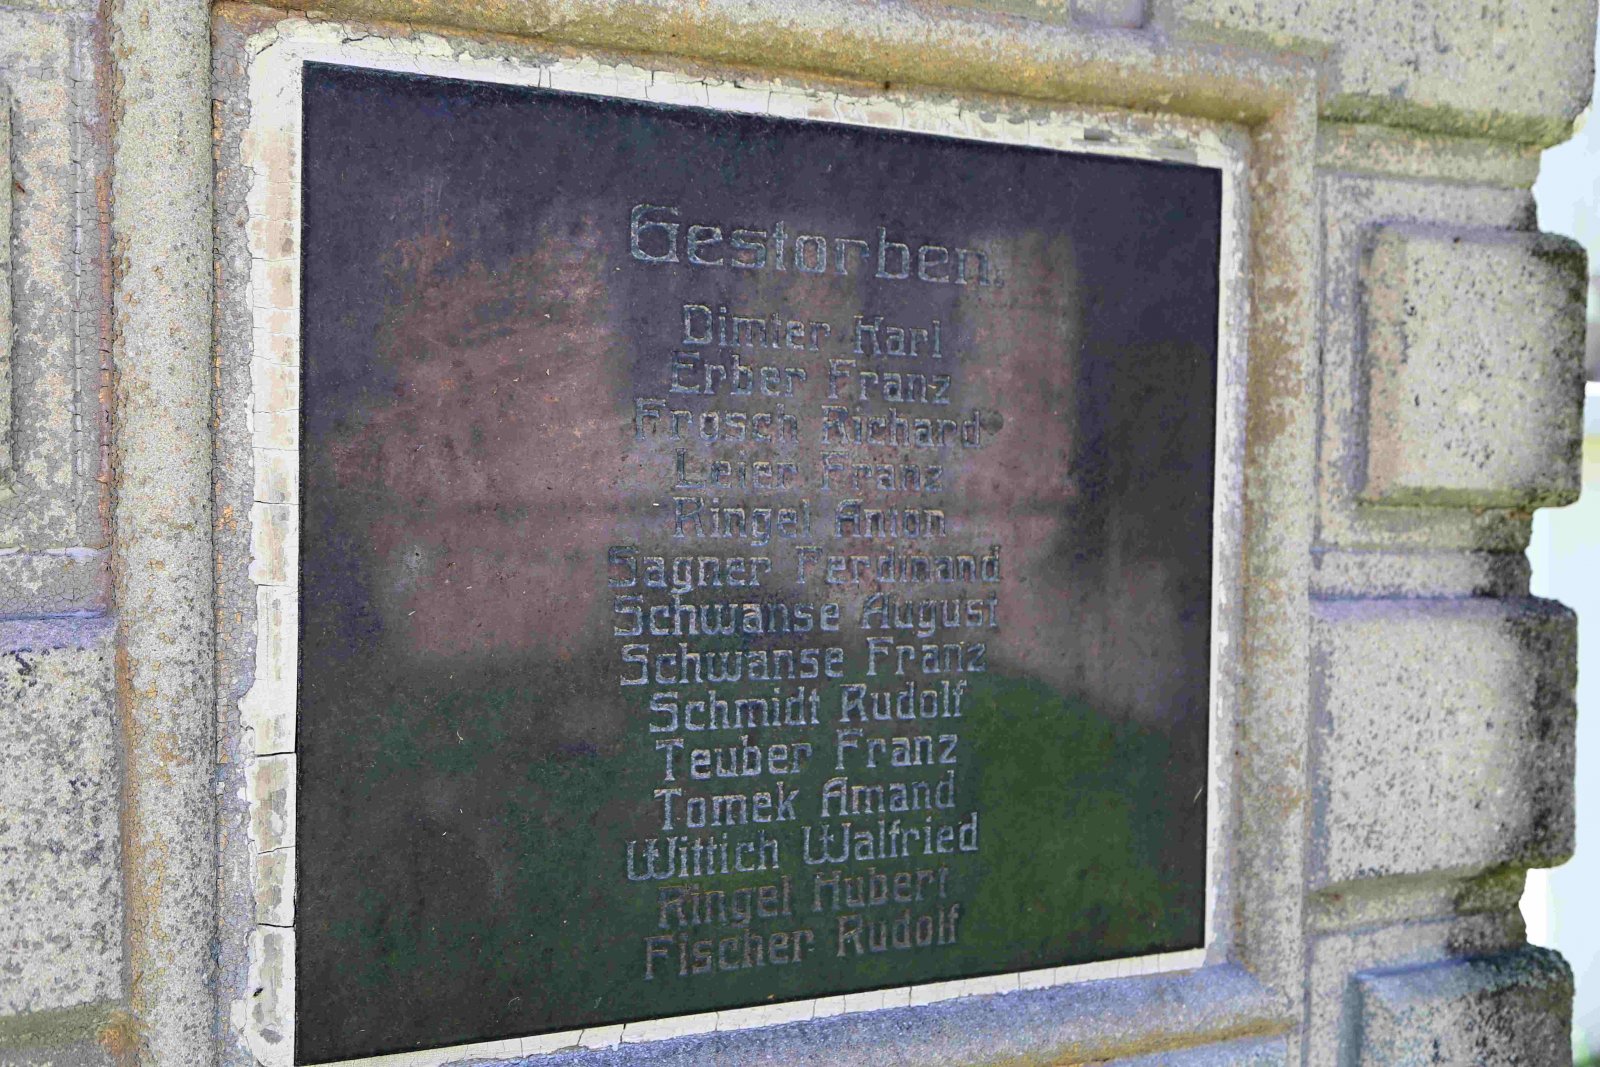 Gestorben.
Dimter Karl
Erber Franz
Frosch Richard
Leier Franz
Ringel Anton
Sagner Ferdinand
Schwanse August
Schwanse Franz
Schmidt Rudolf
Teuber Franz
Tomek Amand
Wittich Walfried
Ringel Hubert
Fischer Rudolf